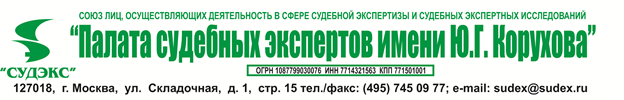 СОЮЗ ЛИЦ, ОСУЩЕСТВЛЯЮЩИХ ДЕЯТЕЛЬНОСТЬ В СФЕРЕ СУДЕБНОЙ ЭКСПЕРТИЗЫ И СУДЕБНЫХ ЭКСПЕРТНЫХ ИССЛЕДОВАНИЙ
“Палата судебных экспертов имени Ю.Г. Корухова”
"СУДЭКС"
ОГРН 1087799030076 ИНН 7714321563 КПП 771501001
127018, г. Москва, ул. Складочная, д. 1, стр. 15 тел./факс: (495) 745 09 77; e-mail: sudex@sudex.ru